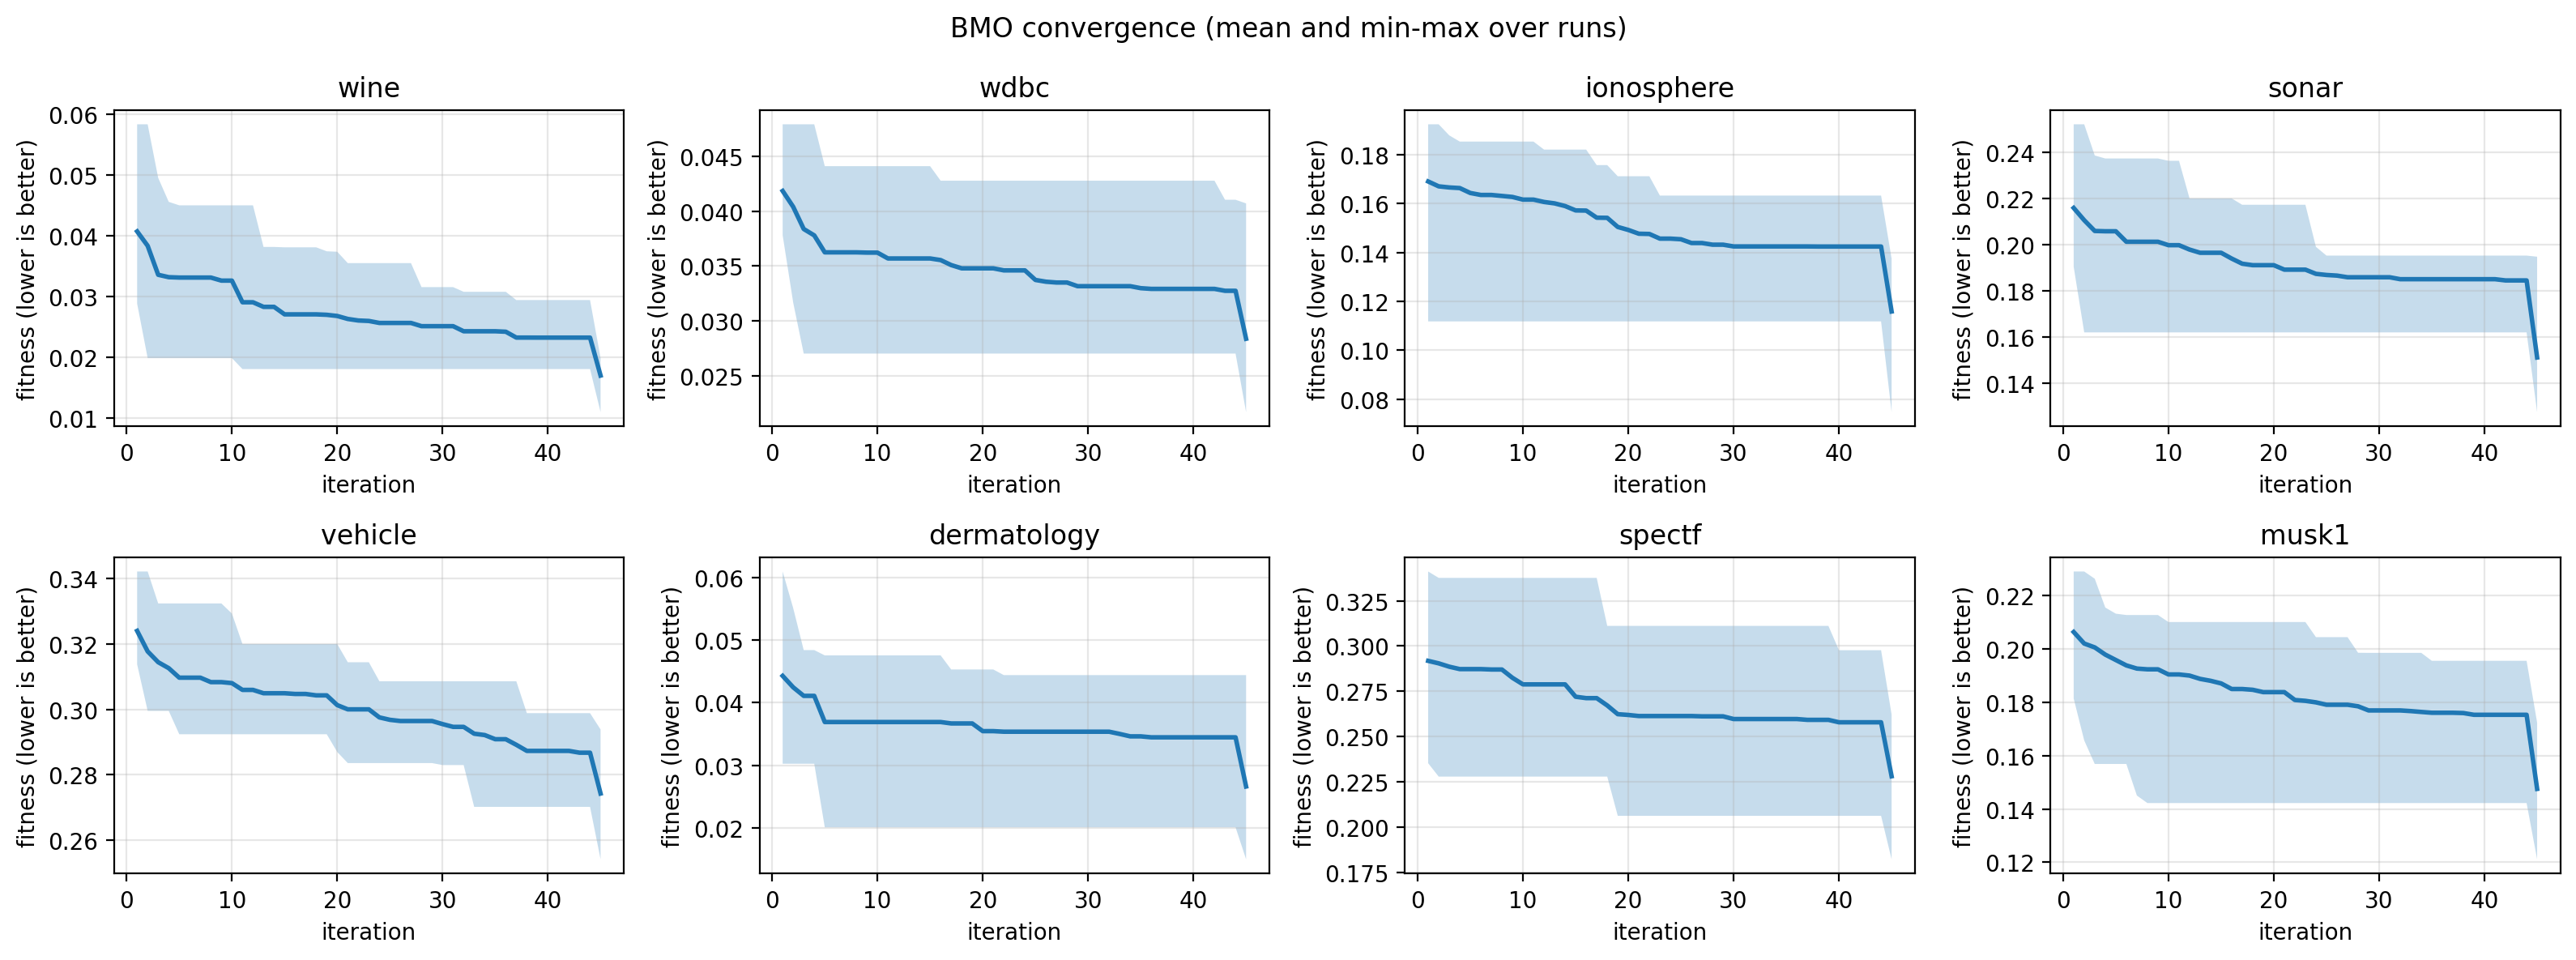 BMO convergence (mean and min-max over runs)
wine
fitness (lower is better)
0.06
0.05
0.04
0.03
0.02
0.01
0 10 20 30 40
iteration
wdbc
fitness (lower is better)
0.045
0.040
0.035
0.030
0.025
0 10 20 30 40
iteration
ionosphere
fitness (lower is better)
0.18
0.16
0.14
0.12
0.10
0.08
0 10 20 30 40
iteration
sonar
fitness (lower is better)
0.24
0.22
0.20
0.18
0.16
0.14
0 10 20 30 40
iteration
vehicle
fitness (lower is better)
0.34
0.32
0.30
0.28
0.26
0 10 20 30 40
iteration
dermatology
fitness (lower is better)
0.06
0.05
0.04
0.03
0.02
0 10 20 30 40
iteration
spectf
fitness (lower is better)
0.325
0.300
0.275
0.250
0.225
0.200
0.175
0 10 20 30 40
iteration
musk1
fitness (lower is better)
0.22
0.20
0.18
0.16
0.14
0.12
0 10 20 30 40
iteration